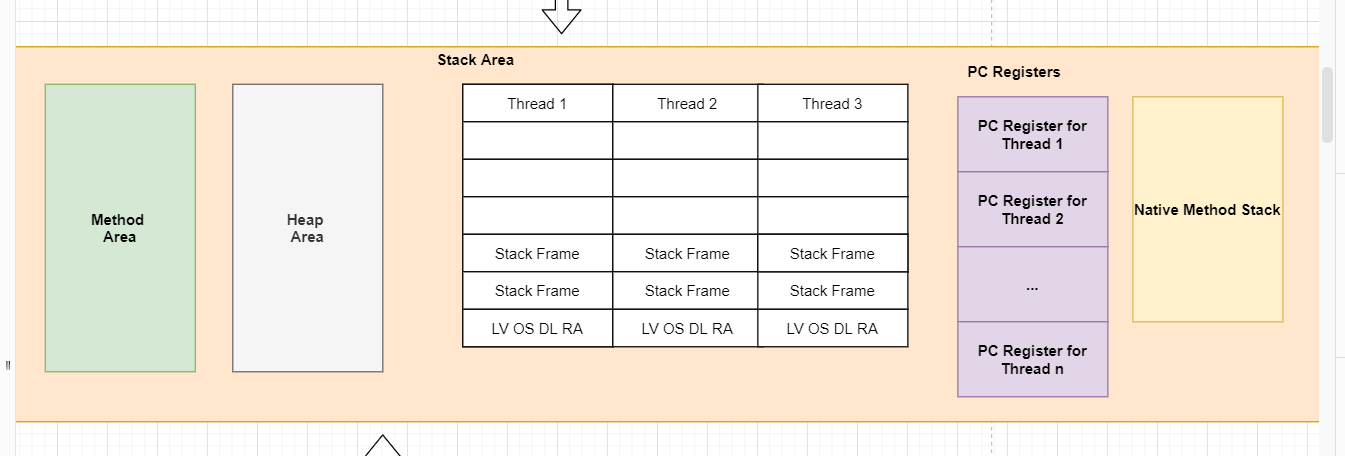 Stack Area
PC Registers
Method
Area
Heap
Area
Thread 1
Thread 2
Thread 3
Stack Frame
Stack Frame
Stack Frame
Stack Frame
Stack Frame
Stack Frame
LV OS DL RA
LV OS DL RA
LV OS DL RA
PC Register for
Thread 1
PC Register for
Thread 2
...
PC Register for
Thread n
Native Method Stack